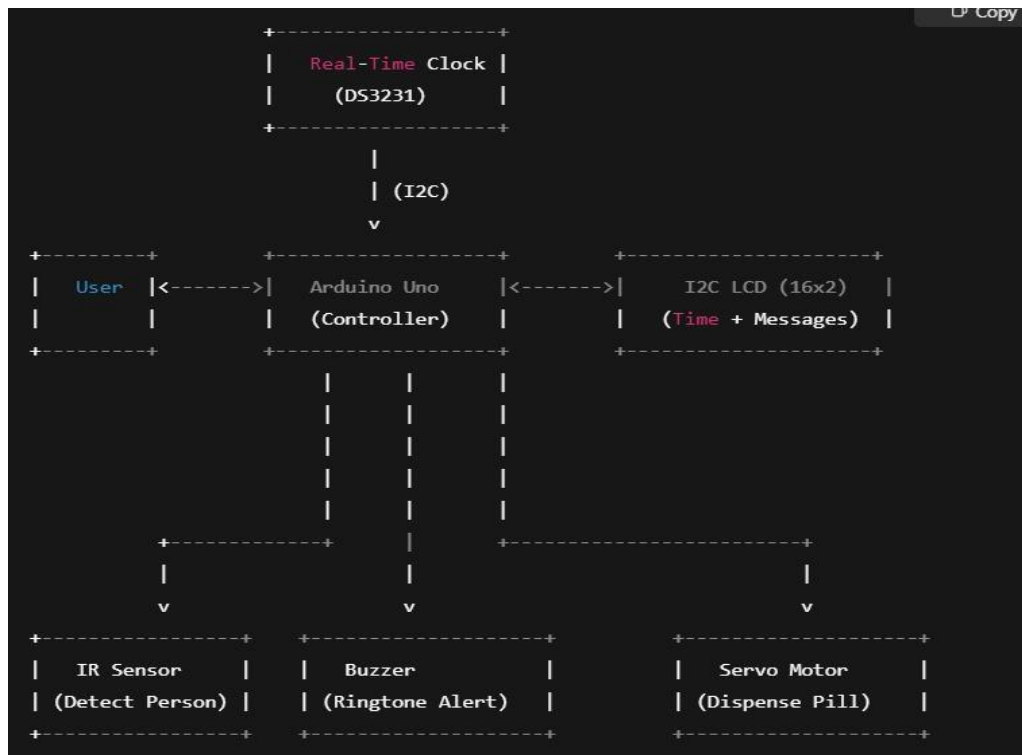 Copy
Real-Time Clock
(DS3231)
(I2C)
v
User
Arduino Uno
(Controller)
I2C LCD (16x2)
(Time + Messages)
v v v
IR Sensor
(Detect Person)
Buzzer
(Ringtone Alert)
Servo Motor
(Dispense Pill)